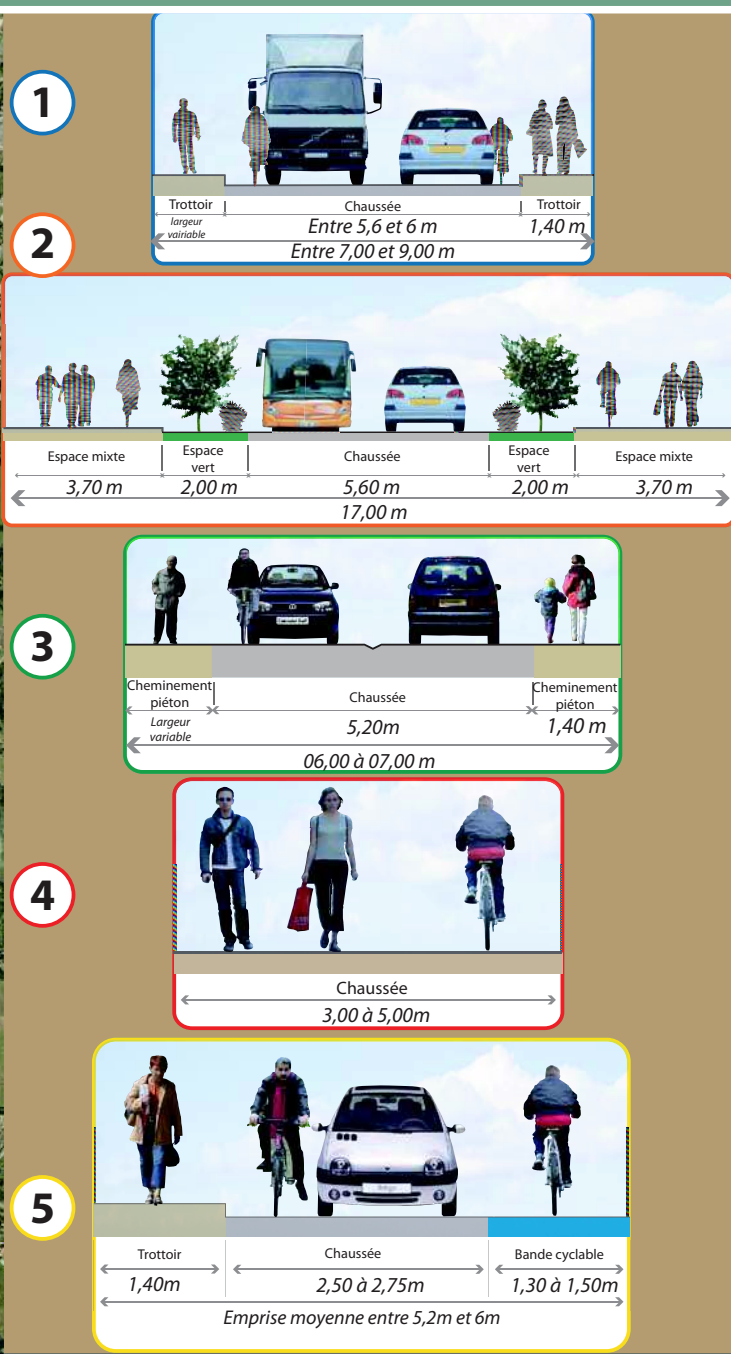 1
Trottoir Chaussée Trottoir
largeur vairiable Entre 5,6 et 6 m 1,40 m
Entre 7,00 et 9,00 m
2
Espace mixte Espace vert Chaussée Espace vert Espace mixte
3,70 m 2,00 m 5,60 m 2,00 m 3,70 m
17,00 m
3
Cheminement piéton Chaussée Cheminement piéton
Largeur variable 5,20m 1,40 m
06,00 à 07,00 m
4
Chaussée
3,00 à 5,00m
5
Trottoir Chaussée Bande cyclable
1,40m 2,50 à 2,75m 1,30 à 1,50m
Emprise moyenne entre 5,2m et 6m